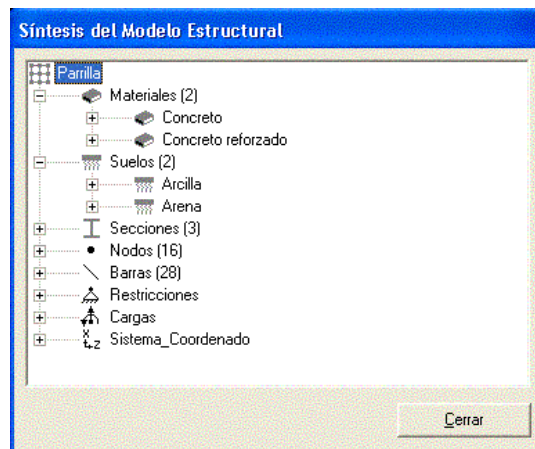 Síntesis del Modelo Estructural
Parrilla
Materiales (2)
Concreto
Concreto reforzado
Suelos (2)
Arcilla
Arena
Secciones (3)
Nodos (16)
Barras (28)
Restricciones
Cargas
Sistema_Coordenado
Cerrar